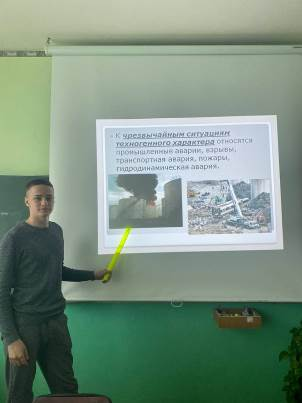 К чрезвычайным ситуациям
техногенного характера относятся
промышленные аварии, взрывы,
транспортная авария, пожары,
гидродинамическая авария.